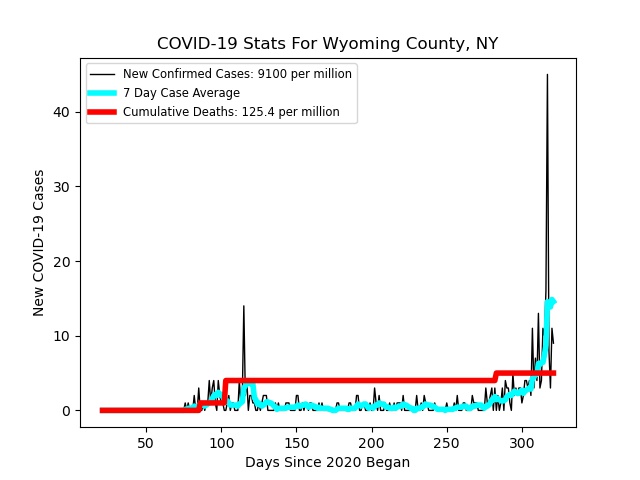 COVID-19 Stats For Wyoming County, NY
New Confirmed Cases: 9100 per million
7 Day Case Average
Cumulative Deaths: 125.4 per million
New COVID-19 Cases
40
30
20
10
0
50 100 150 200 250 300
Days Since 2020 Began